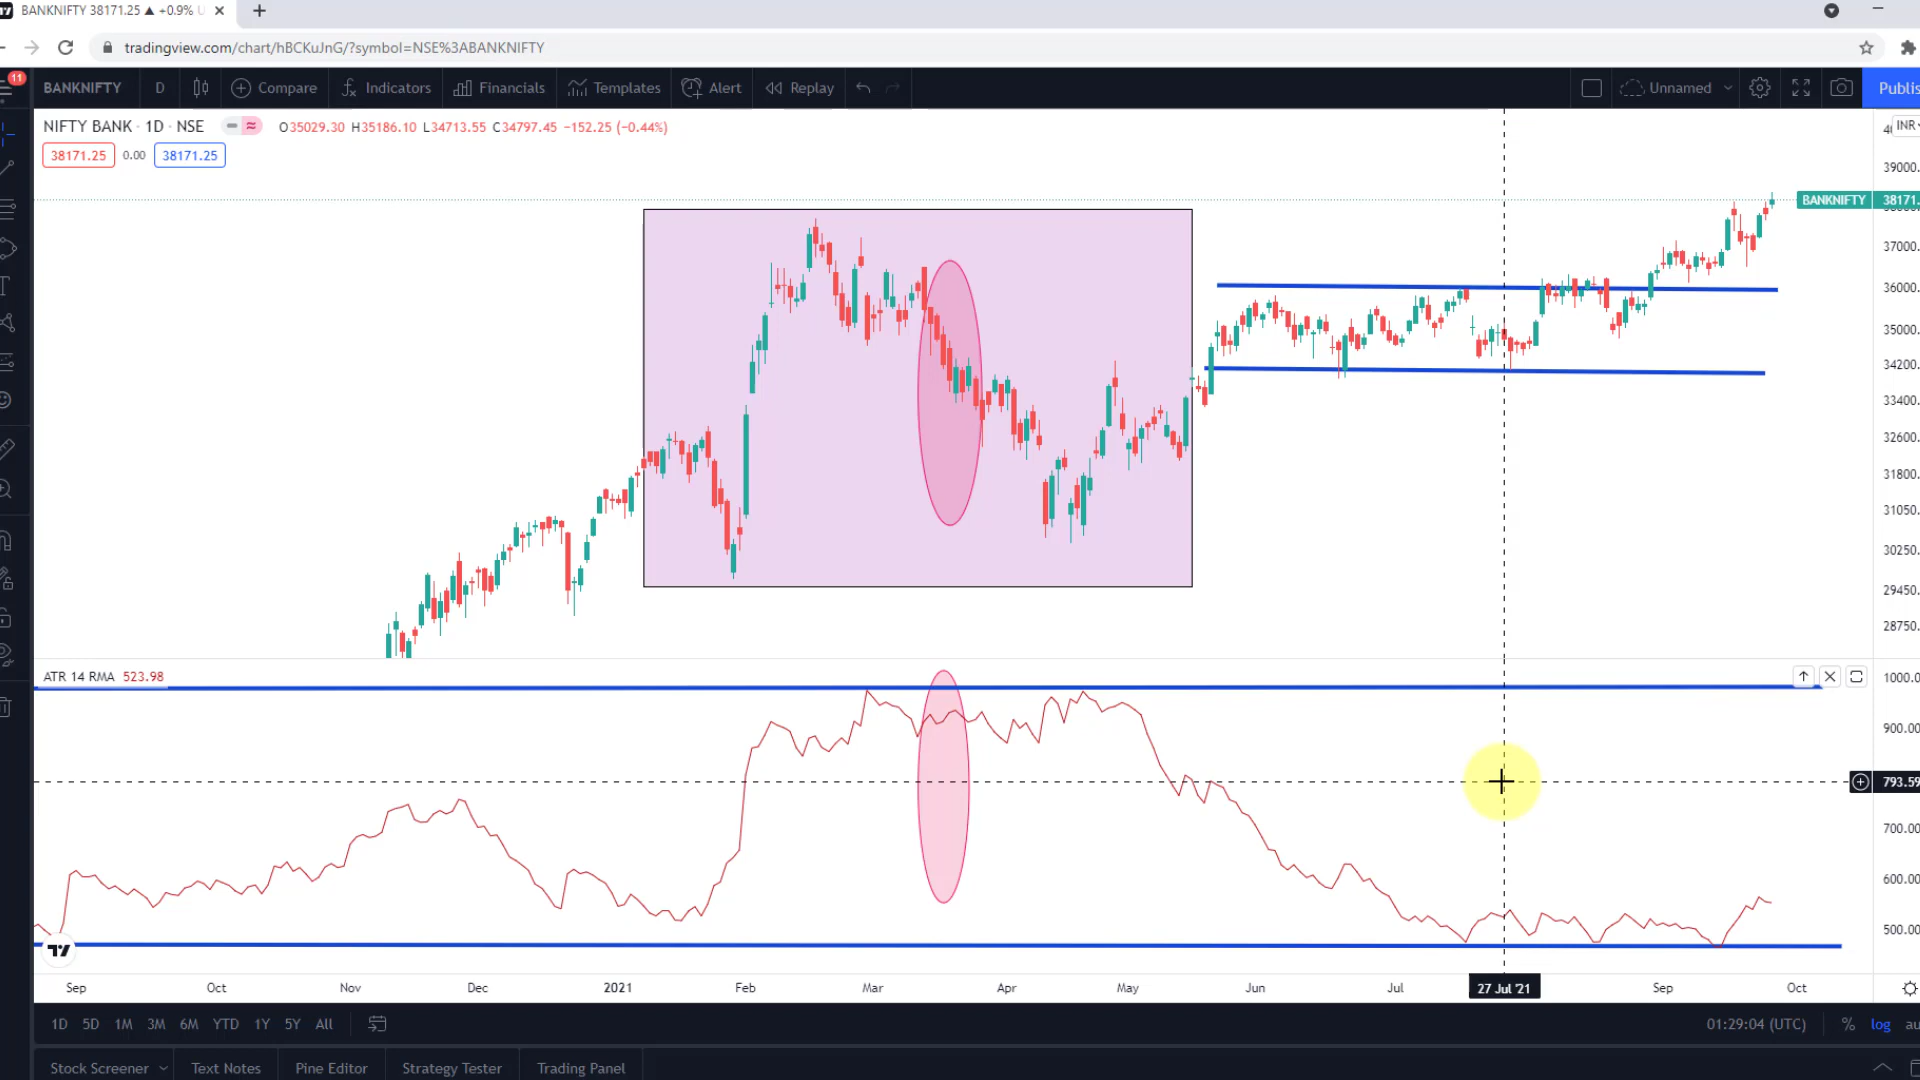 BANKNIFTY 38171.25 ▲ +0.9%
tradingview.com/chart/hBCKuJnG/?symbol=NSE%3ABANKNIFTY
11
BANKNIFTY D Compare Indicators Financials Templates Alert Replay Unnamed Publis
NIFTY BANK · 1D · NSE O35029.30 H35186.10 L34713.55 C34797.45 −152.25 (−0.44%)
INR
38171.25 0.00 38171.25
39000.
BANKNIFTY 38171.
37000.
36000.
35000.
34200.
33400.
32600.
31800.
31050.
30250.
29450.
28750.
ATR 14 RMA 523.98
1000.0
900.00
793.59
700.00
600.00
500.00
Sep Oct Nov Dec 2021 Feb Mar Apr May Jun Jul 27 Jul '21 Sep Oct
1D 5D 1M 3M 6M YTD 1Y 5Y All 01:29:04 (UTC) % log au
Stock Screener Text Notes Pine Editor Strategy Tester Trading Panel